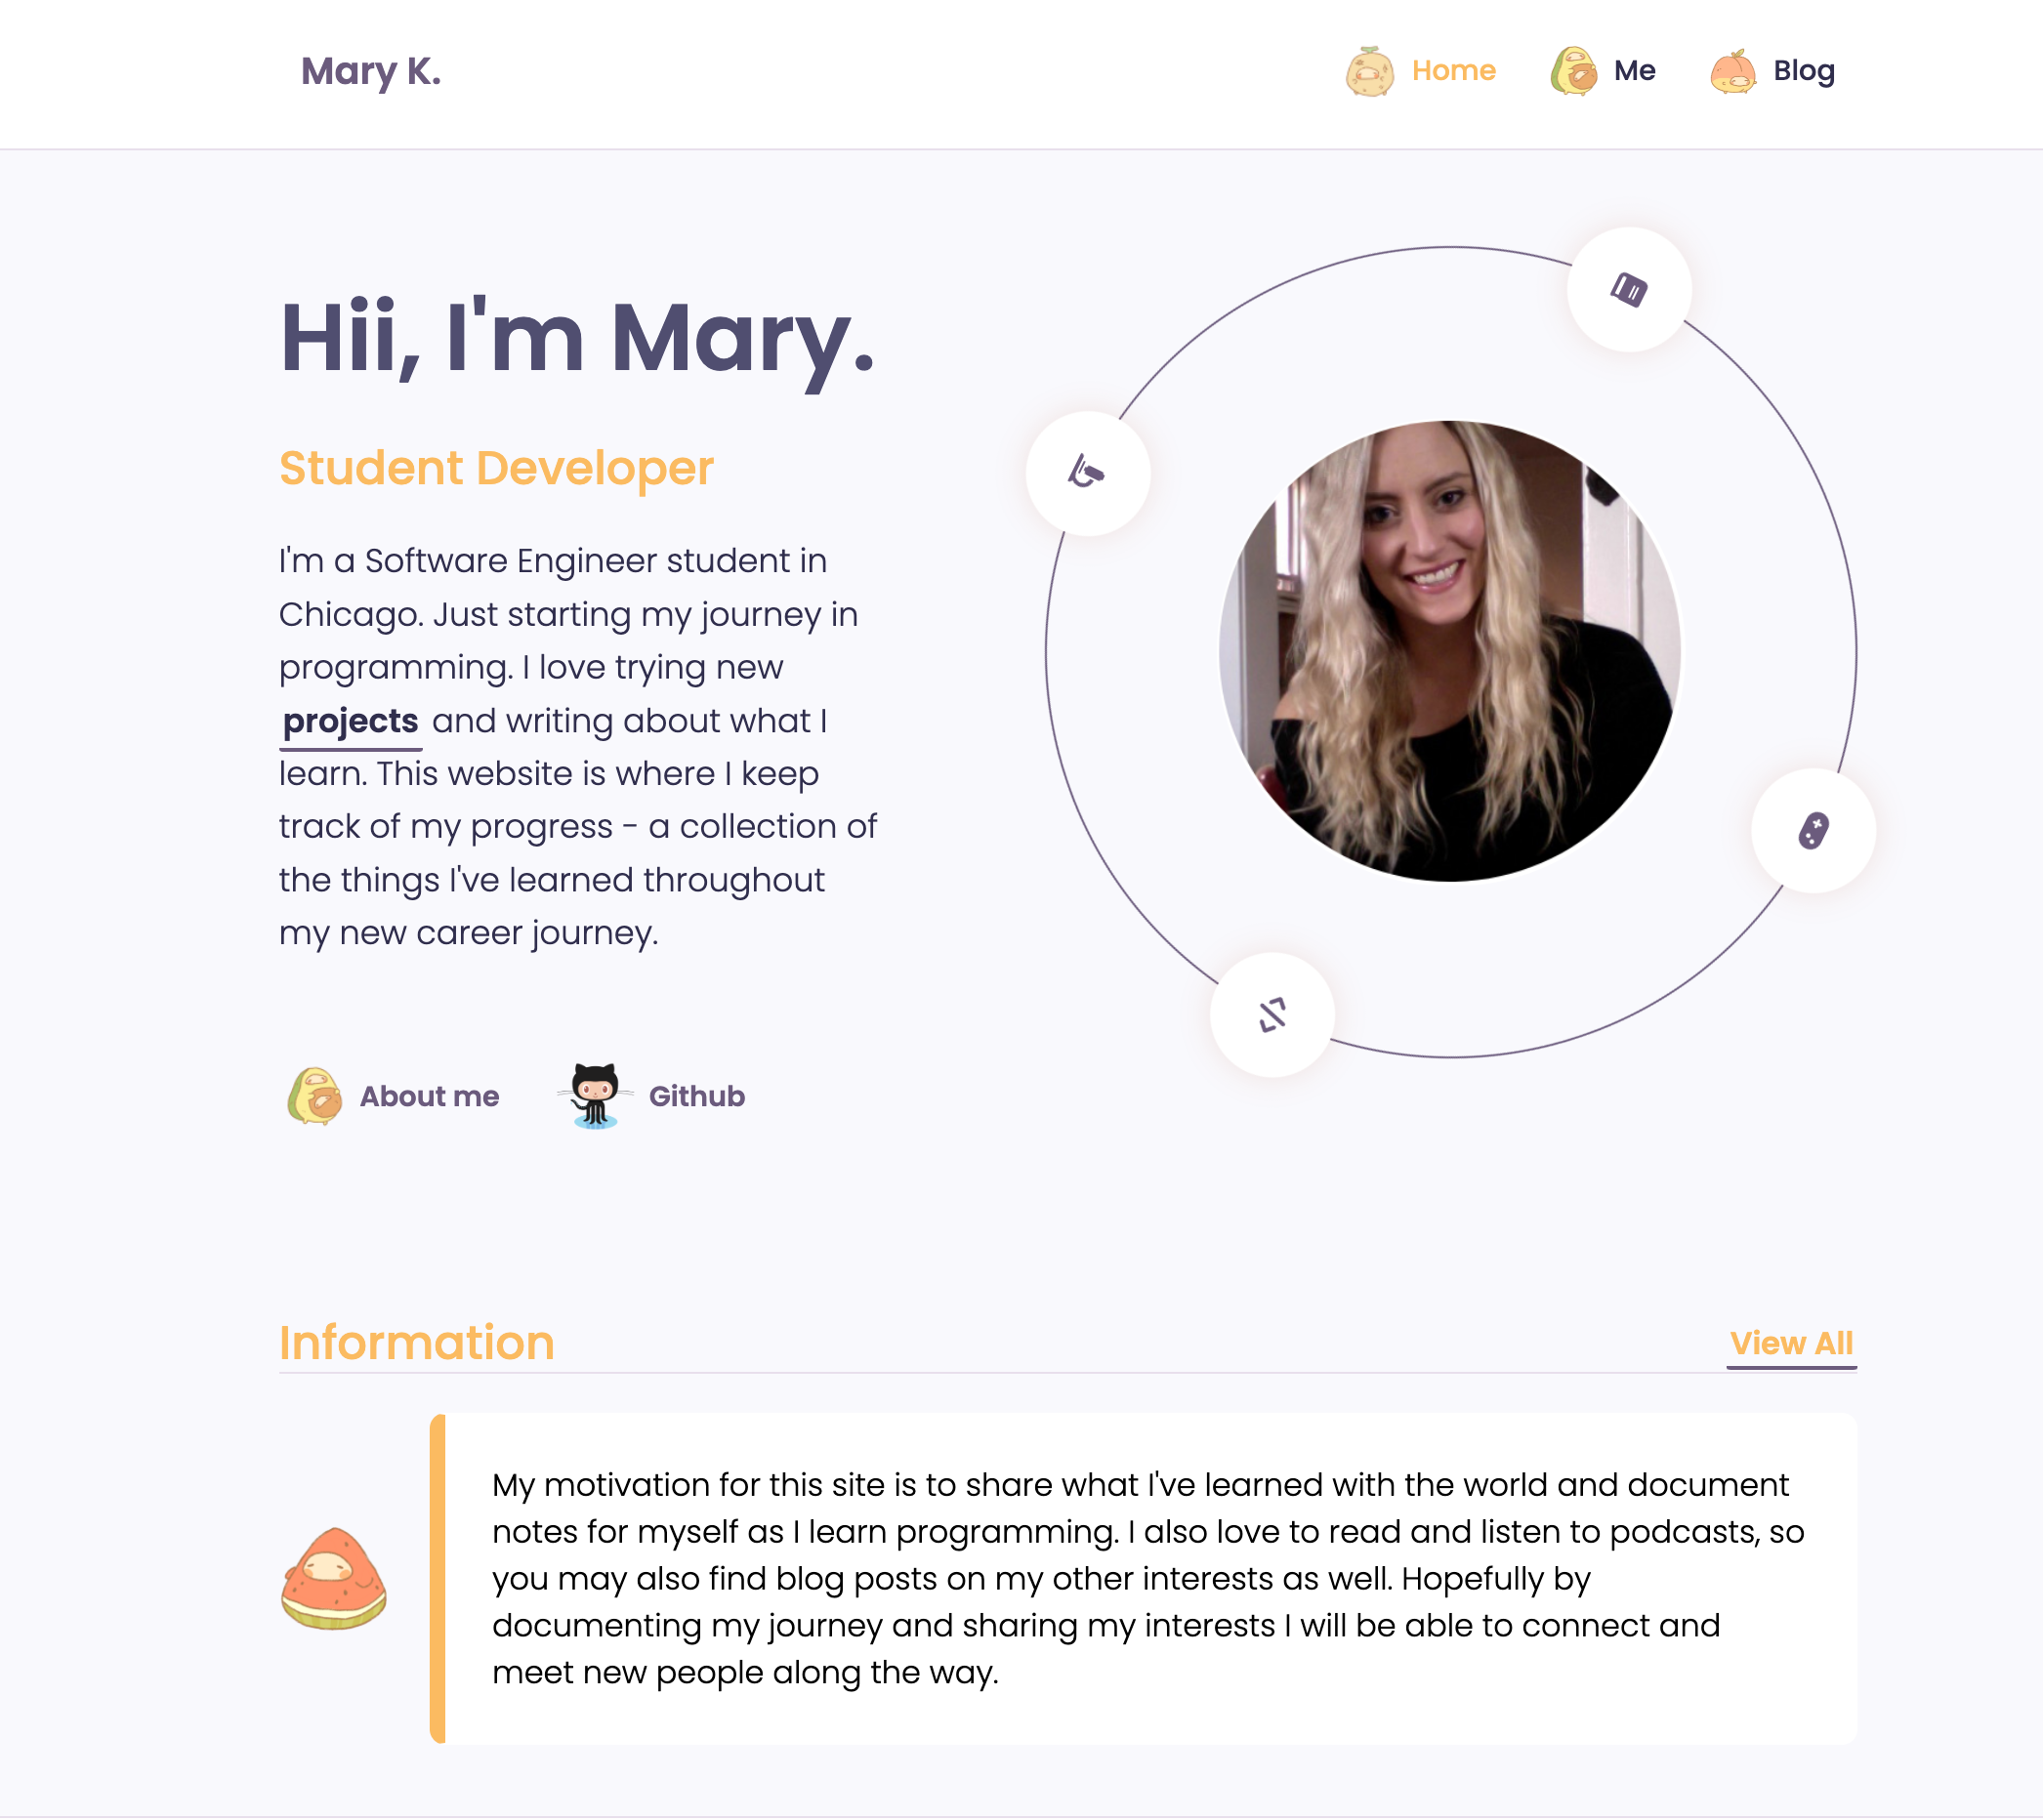 Mary K.
Home
Me
Blog
Hii, I'm Mary.
Student Developer
I'm a Software Engineer student in
Chicago. Just starting my journey in
programming. I love trying new
projects and writing about what I
learn. This website is where I keep
track of my progress - a collection of
the things I've learned throughout
my new career journey.
About me
Github
Information
View All
My motivation for this site is to share what I've learned with the world and document
notes for myself as I learn programming. I also love to read and listen to podcasts, so
you may also find blog posts on my other interests as well. Hopefully by
documenting my journey and sharing my interests I will be able to connect and
meet new people along the way.